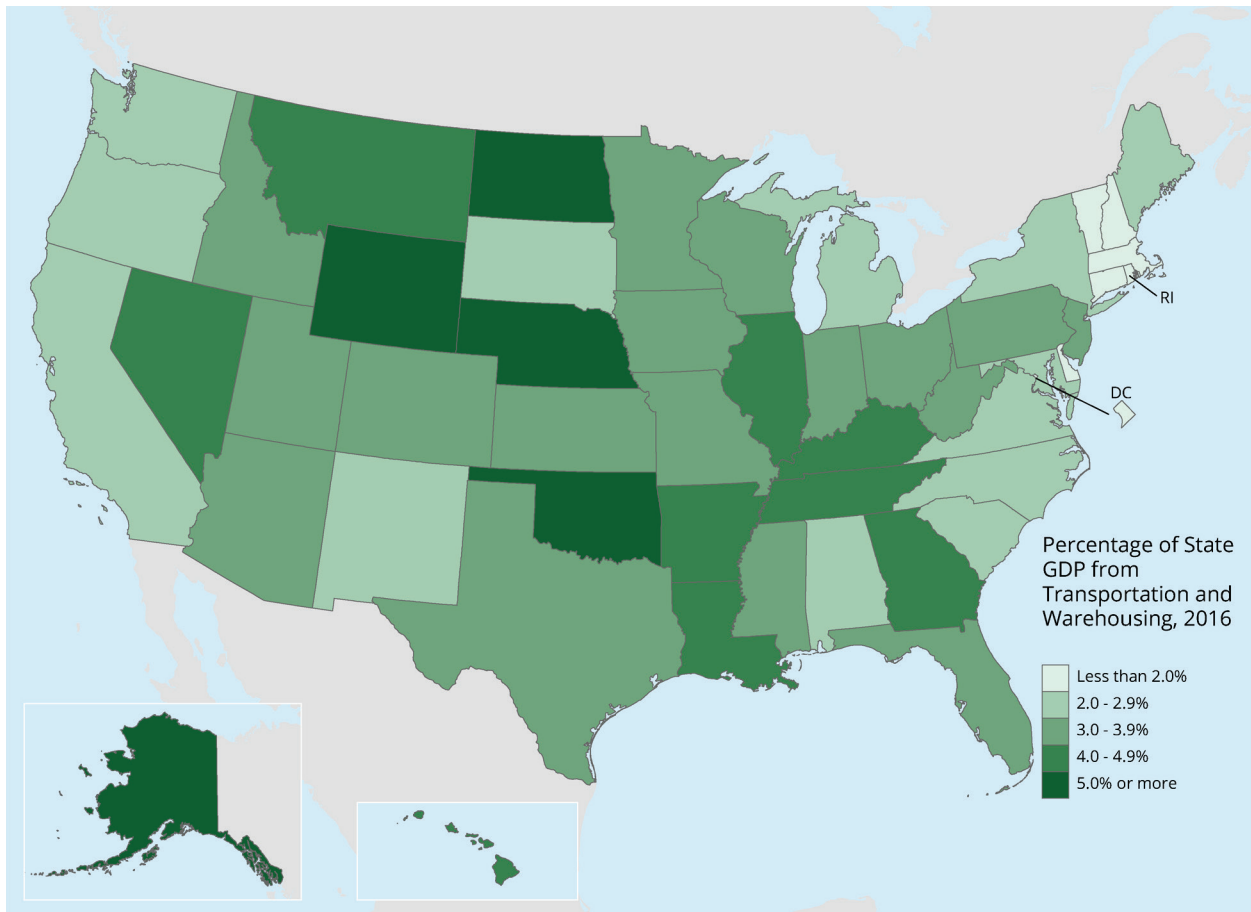 RI
DC
Percentage of State
GDP from
Transportation and
Warehousing, 2016
Less than 2.0%
2.0 - 2.9%
3.0 - 3.9%
4.0 - 4.9%
5.0% or more